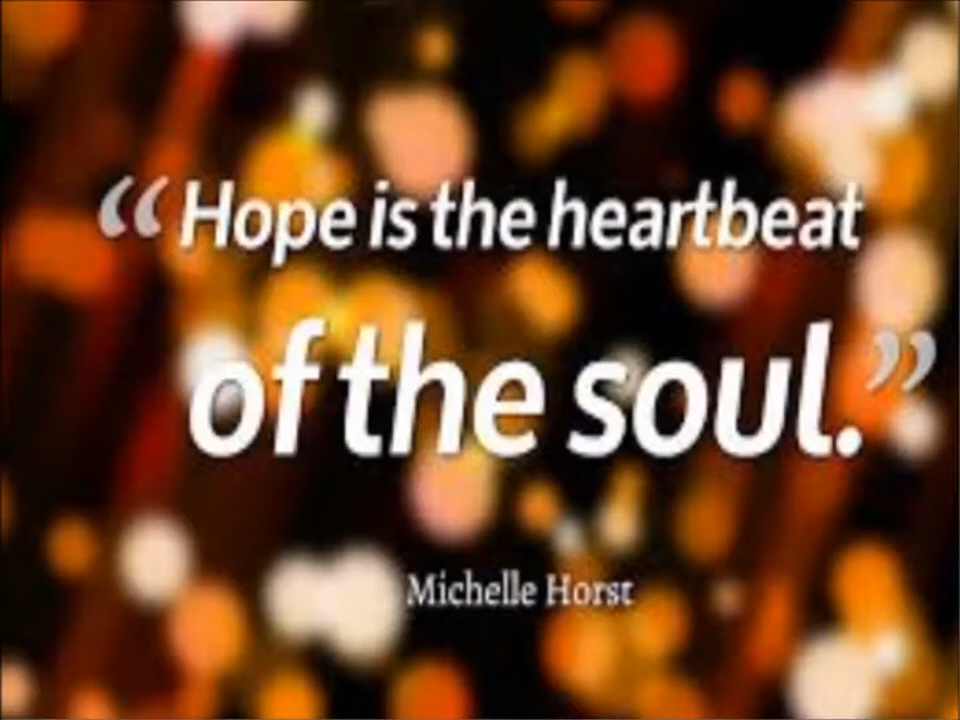 “Hope is the heartbeat
of the soul.”
Michelle Horst